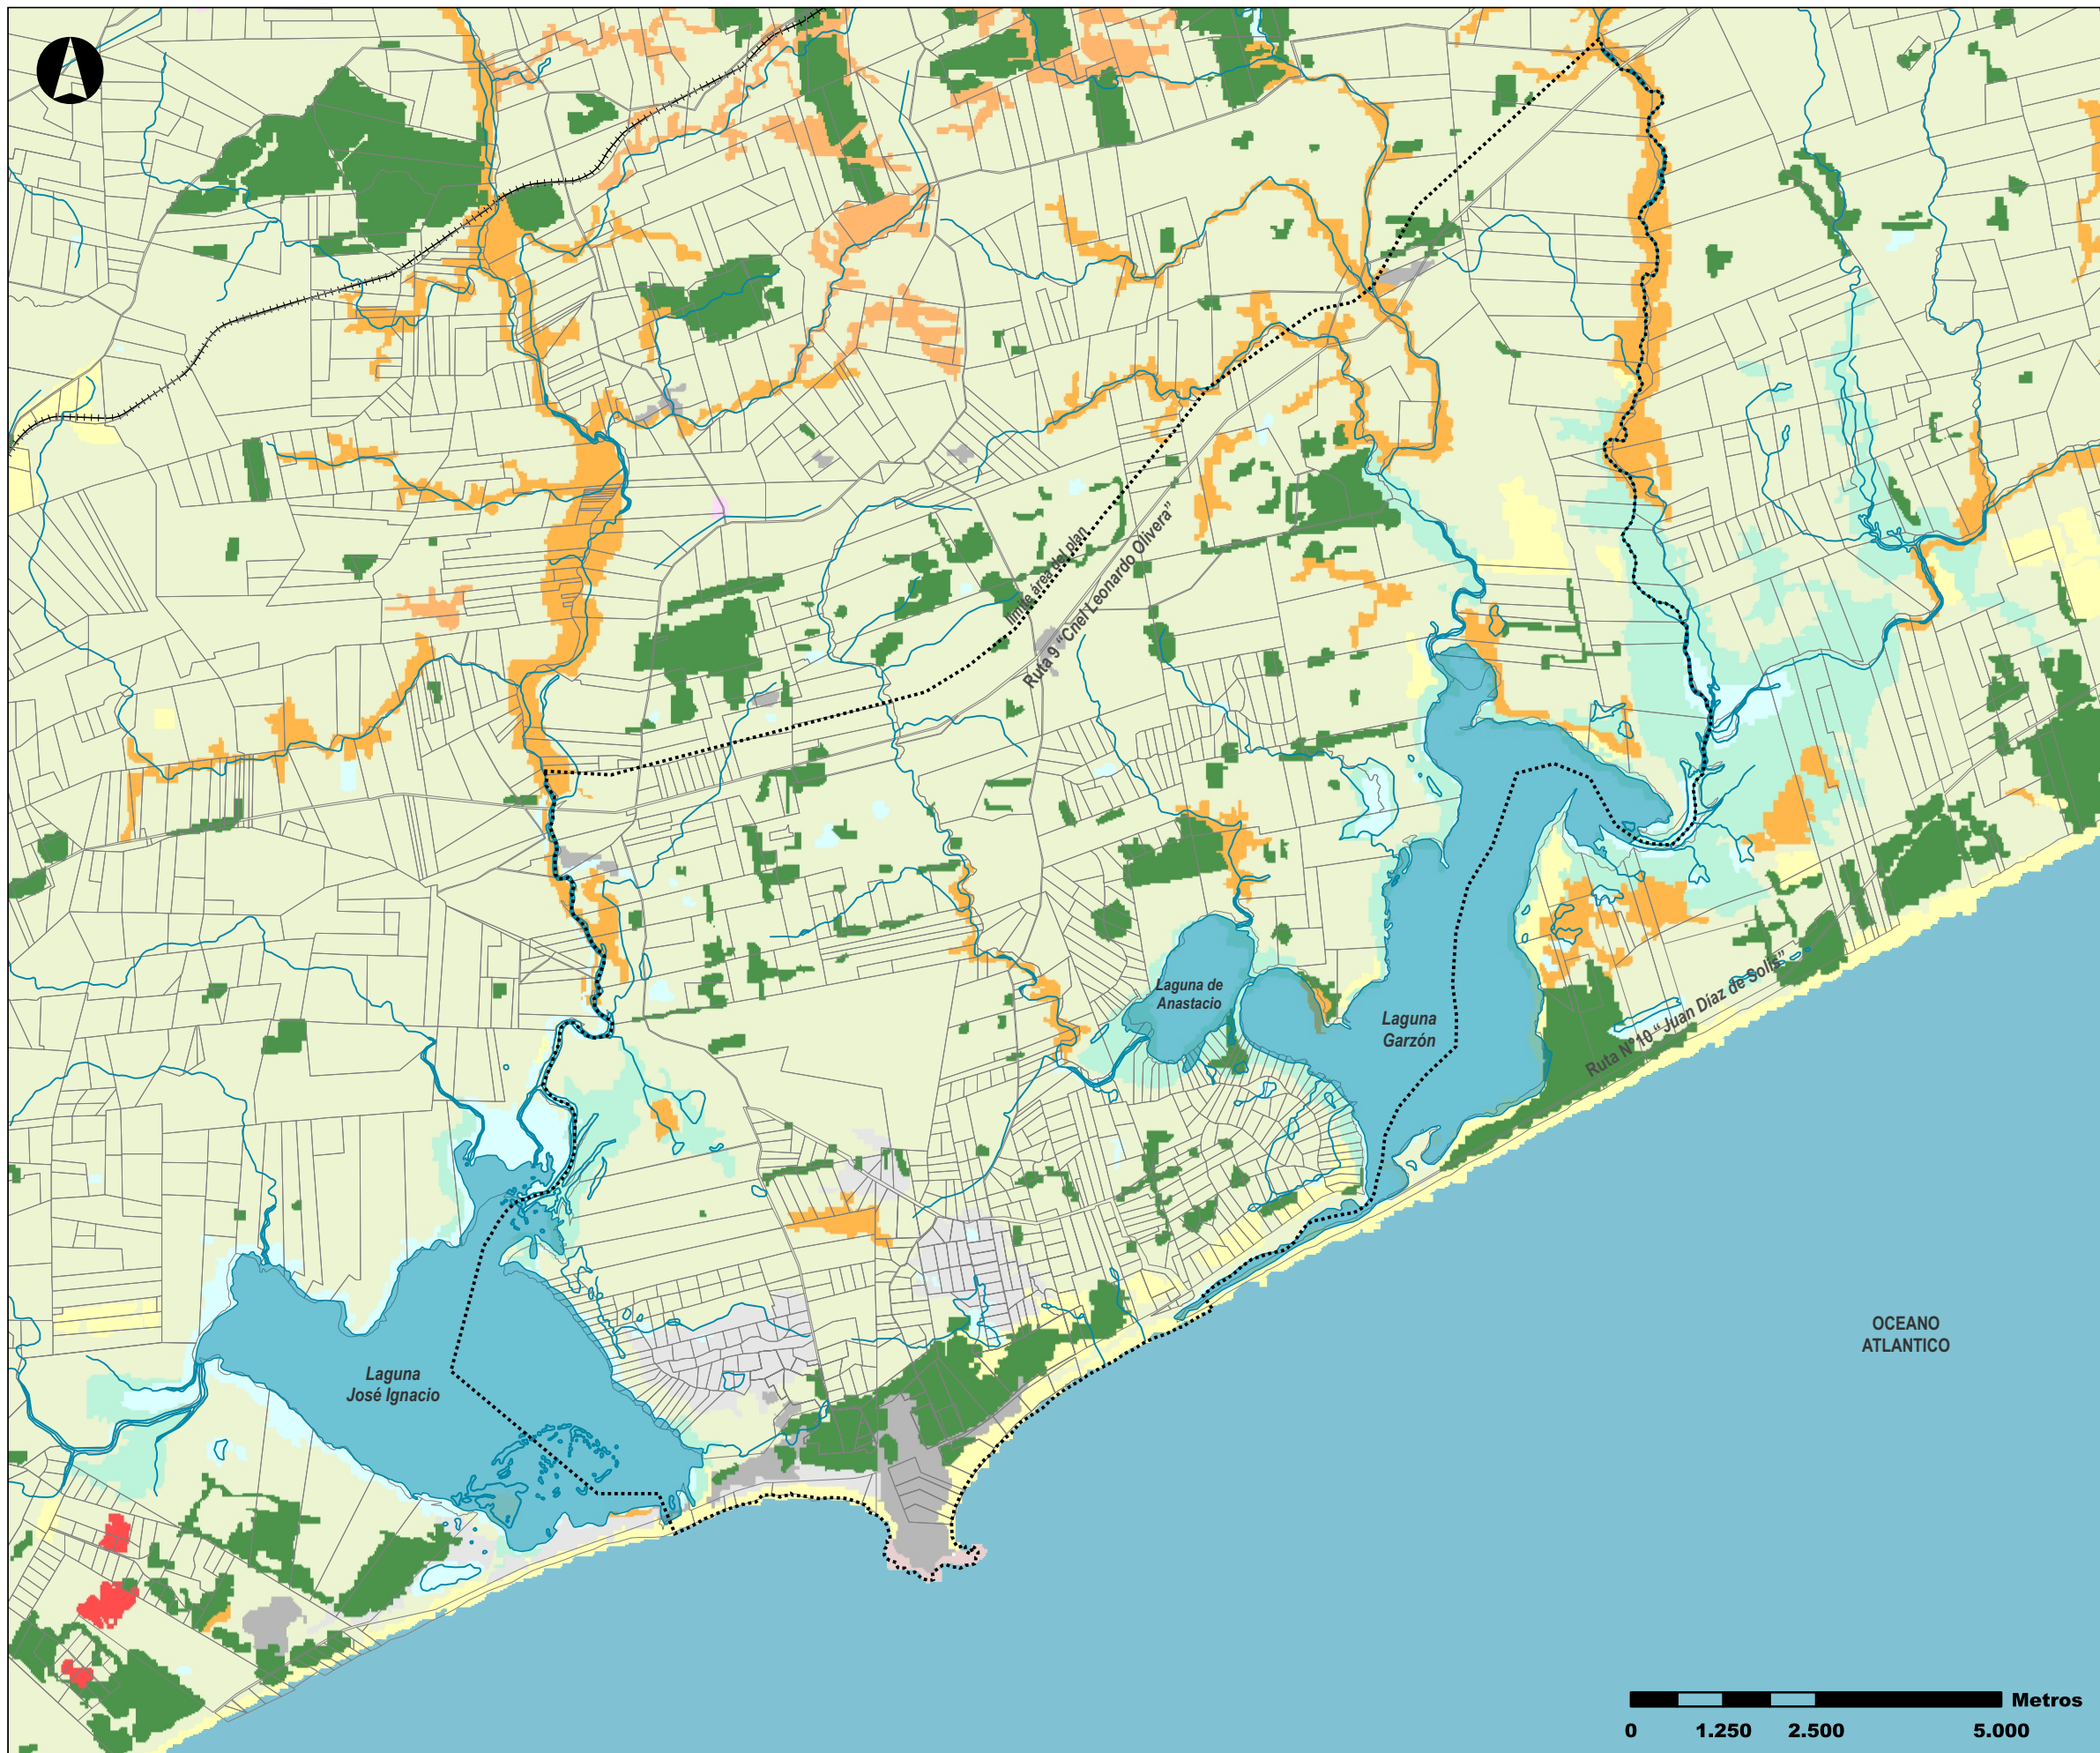 límite área del plan
Ruta 9 “Cnel Leonardo Olivera”
Laguna de
Anastacio
Laguna
Garzón
Ruta N°10 “Juan Díaz de Solís”
OCEANO
ATLANTICO
Laguna
José Ignacio
Metros
0 1.250 2.500 5.000